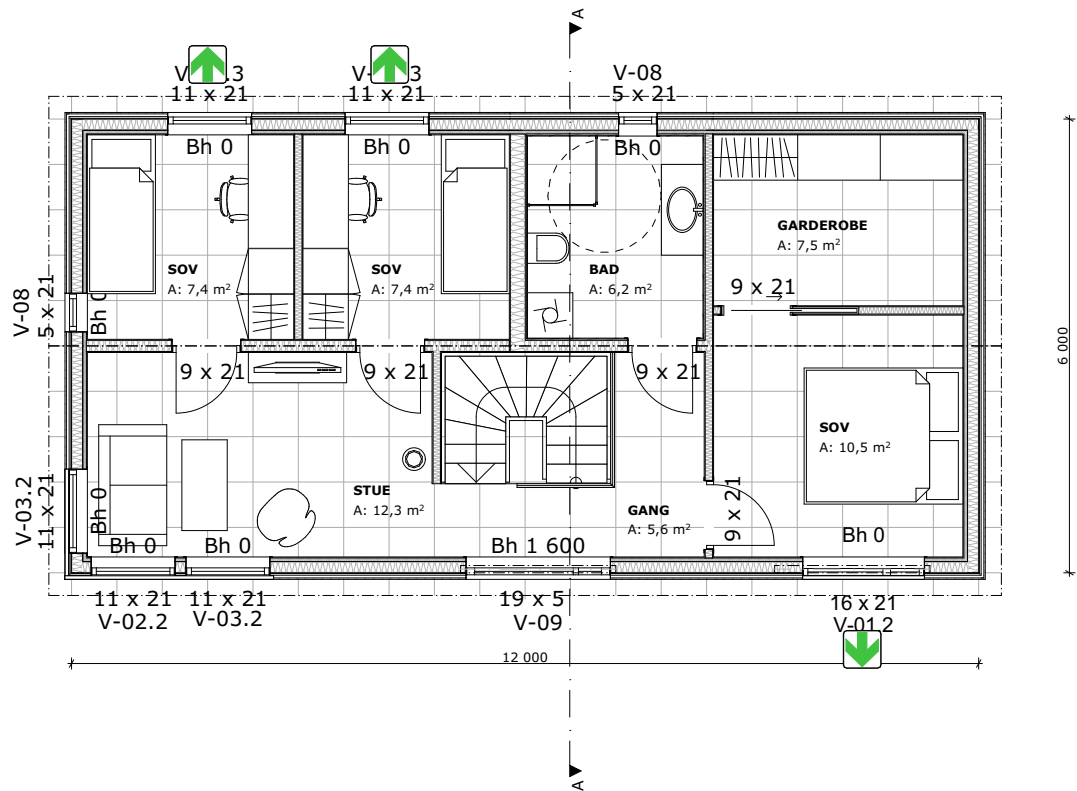 A
V-08
11 x 21
11 x 21
5 x 21
Bh 0
Bh 0
Bh 0
GARDEROBE
A: 7,5 m²
SOV
A: 7,4 m²
SOV
A: 7,4 m²
BAD
A: 6,2 m²
9 x 21
V-08
5 x 21
Bh 0
6 000
9 x 21
9 x 21
9 x 21
SOV
A: 10,5 m²
V-03.2
11 x 21
Bh 0
STUE
A: 12,3 m²
GANG
A: 5,6 m²
9 x 21
Bh 0
Bh 0
Bh 1 600
Bh 0
11 x 21
V-02.2
11 x 21
V-03.2
19 x 5
V-09
16 x 21
V-01.2
12 000
A